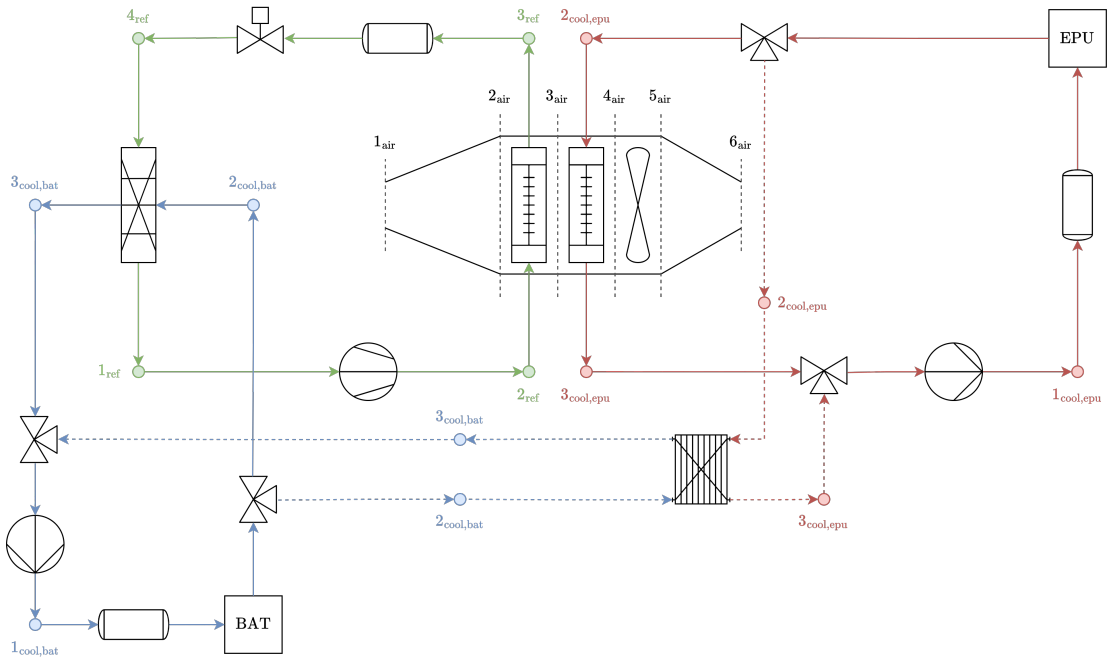 4ref
3ref
2cool,epu
EPU
2air
3air
4air
5air
1air
6air
3cool,bat
2cool,bat
2cool,epu
1ref
2ref
3cool,epu
1cool,epu
3cool,bat
2cool,bat
3cool,epu
BAT
1cool,bat